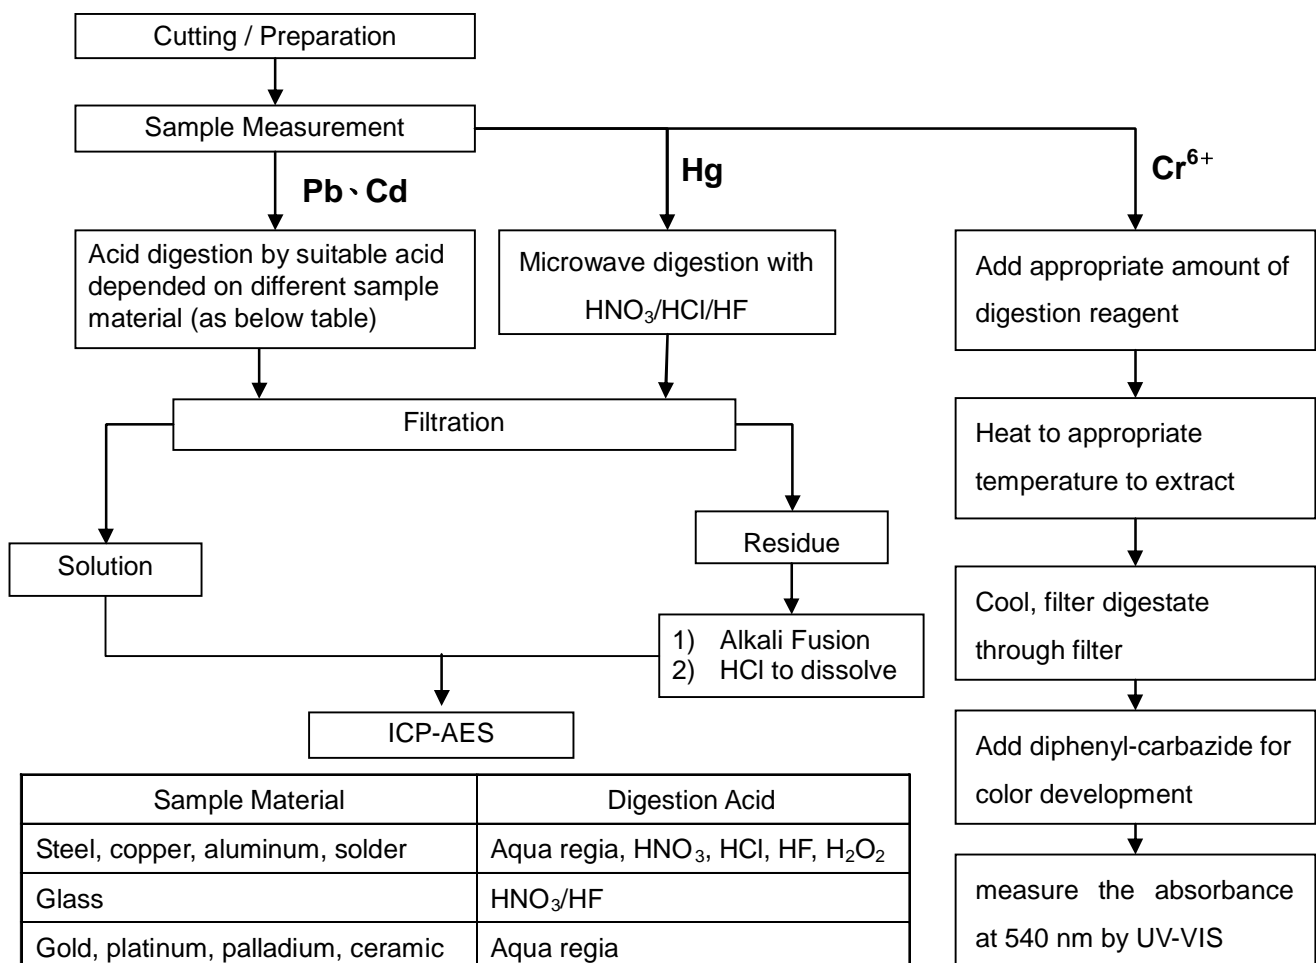 Cutting / Preparation
Sample Measurement
Pb、Cd
Hg
Cr⁶⁺
Acid digestion by suitable acid
depended on different sample
material (as below table)
Microwave digestion with
HNO₃/HCl/HF
Add appropriate amount of
digestion reagent
Filtration
Heat to appropriate
temperature to extract
Solution
Residue
1) Alkali Fusion
2) HCl to dissolve
Cool, filter digestate
through filter
ICP-AES
Add diphenyl-carbazide for
color development
measure the absorbance
at 540 nm by UV-VIS
Sample Material Digestion Acid
Steel, copper, aluminum, solder Aqua regia, HNO₃, HCl, HF, H₂O₂
Glass HNO₃/HF
Gold, platinum, palladium, ceramic Aqua regia